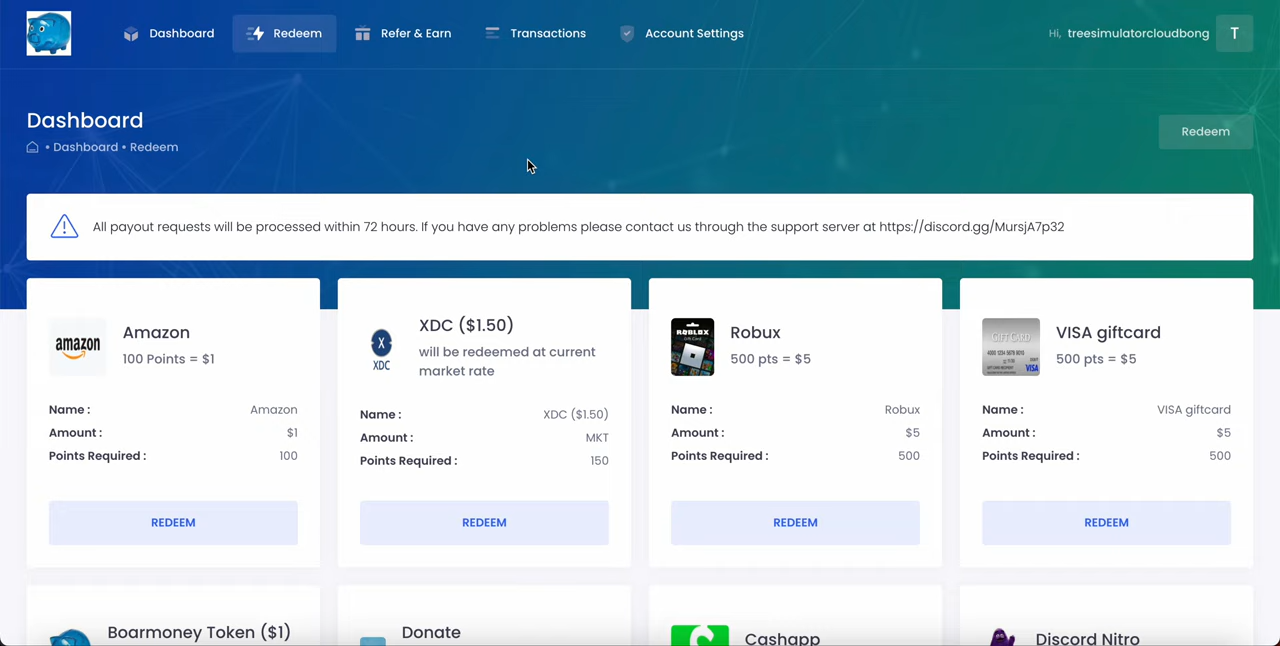 Dashboard
Redeem
Refer & Earn
Transactions
Account Settings
Hi, treesimulatorcloudbong
T
Dashboard
• Dashboard • Redeem
Redeem
All payout requests will be processed within 72 hours. If you have any problems please contact us through the support server at https://discord.gg/MursjA7p32
amazon
Amazon
100 Points = $1
Name :
Amazon
Amount :
$1
Points Required :
100
REDEEM
X
XDC
XDC ($1.50)
will be redeemed at current
market rate
Name :
XDC ($1.50)
Amount :
MKT
Points Required :
150
REDEEM
ROBLOX
Robux
500 pts = $5
Name :
Robux
Amount :
$5
Points Required :
500
REDEEM
GIFT CARD
VISA
VISA giftcard
500 pts = $5
Name :
VISA giftcard
Amount :
$5
Points Required :
500
REDEEM
Boarmoney Token ($1)
Donate
Cashapp
Discord Nitro